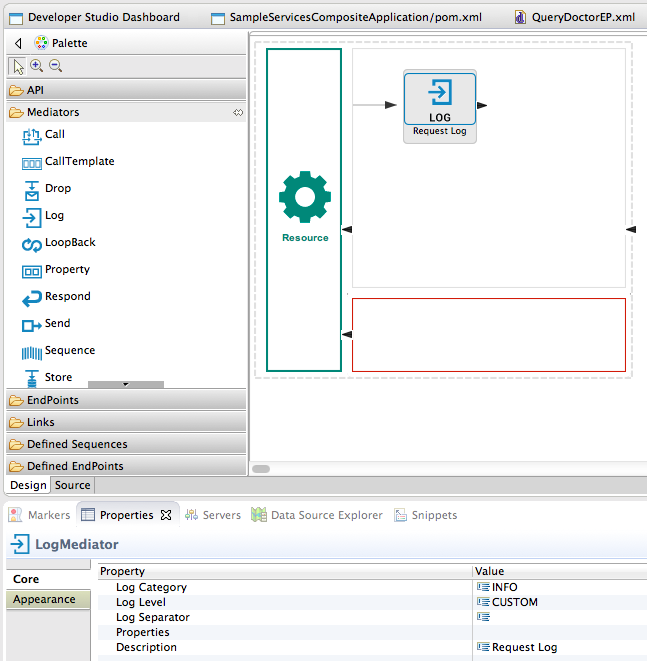 Developer Studio Dashboard SampleServicesCompositeApplication/pom.xml QueryDoctorEP.xml
Palette
API
Mediators
Call
CallTemplate
Drop
Log
LoopBack
Property
Respond
Send
Sequence
Store
EndPoints
Links
Defined Sequences
Defined EndPoints
Resource
LOG
Request Log
Design Source
Markers Properties Servers Data Source Explorer Snippets
LogMediator
Core
Appearance
Property Value
Log Category INFO
Log Level CUSTOM
Log Separator
Properties
Description Request Log